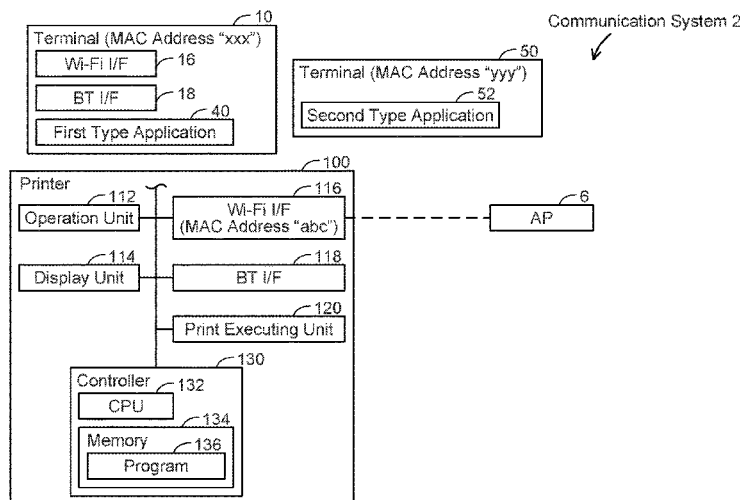 Communication System 2
10
Terminal (MAC Address "xxx")
Wi-Fi I/F
16
BT I/F
18
40
First Type Application
50
Terminal (MAC Address "yyy")
52
Second Type Application
100
Printer
112
Operation Unit
116
Wi-Fi I/F
(MAC Address "abc")
6
AP
114
Display Unit
118
BT I/F
120
Print Executing Unit
130
Controller
132
CPU
134
Memory
136
Program